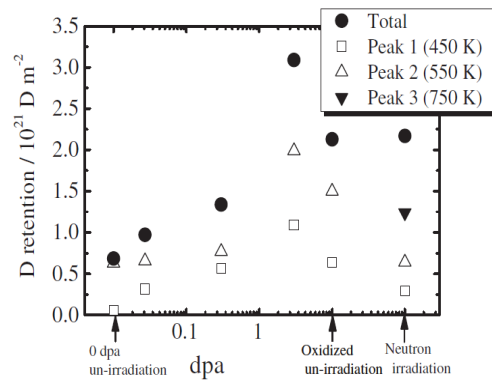 Total
Peak 1 (450 K)
Peak 2 (550 K)
Peak 3 (750 K)
D retention / 10²¹ D m⁻²
3.5
3.0
2.5
2.0
1.5
1.0
0.5
0.0
0.1
1
0 dpa
un-irradiation
dpa
Oxidized
un-irradiation
Neutron
irradiation